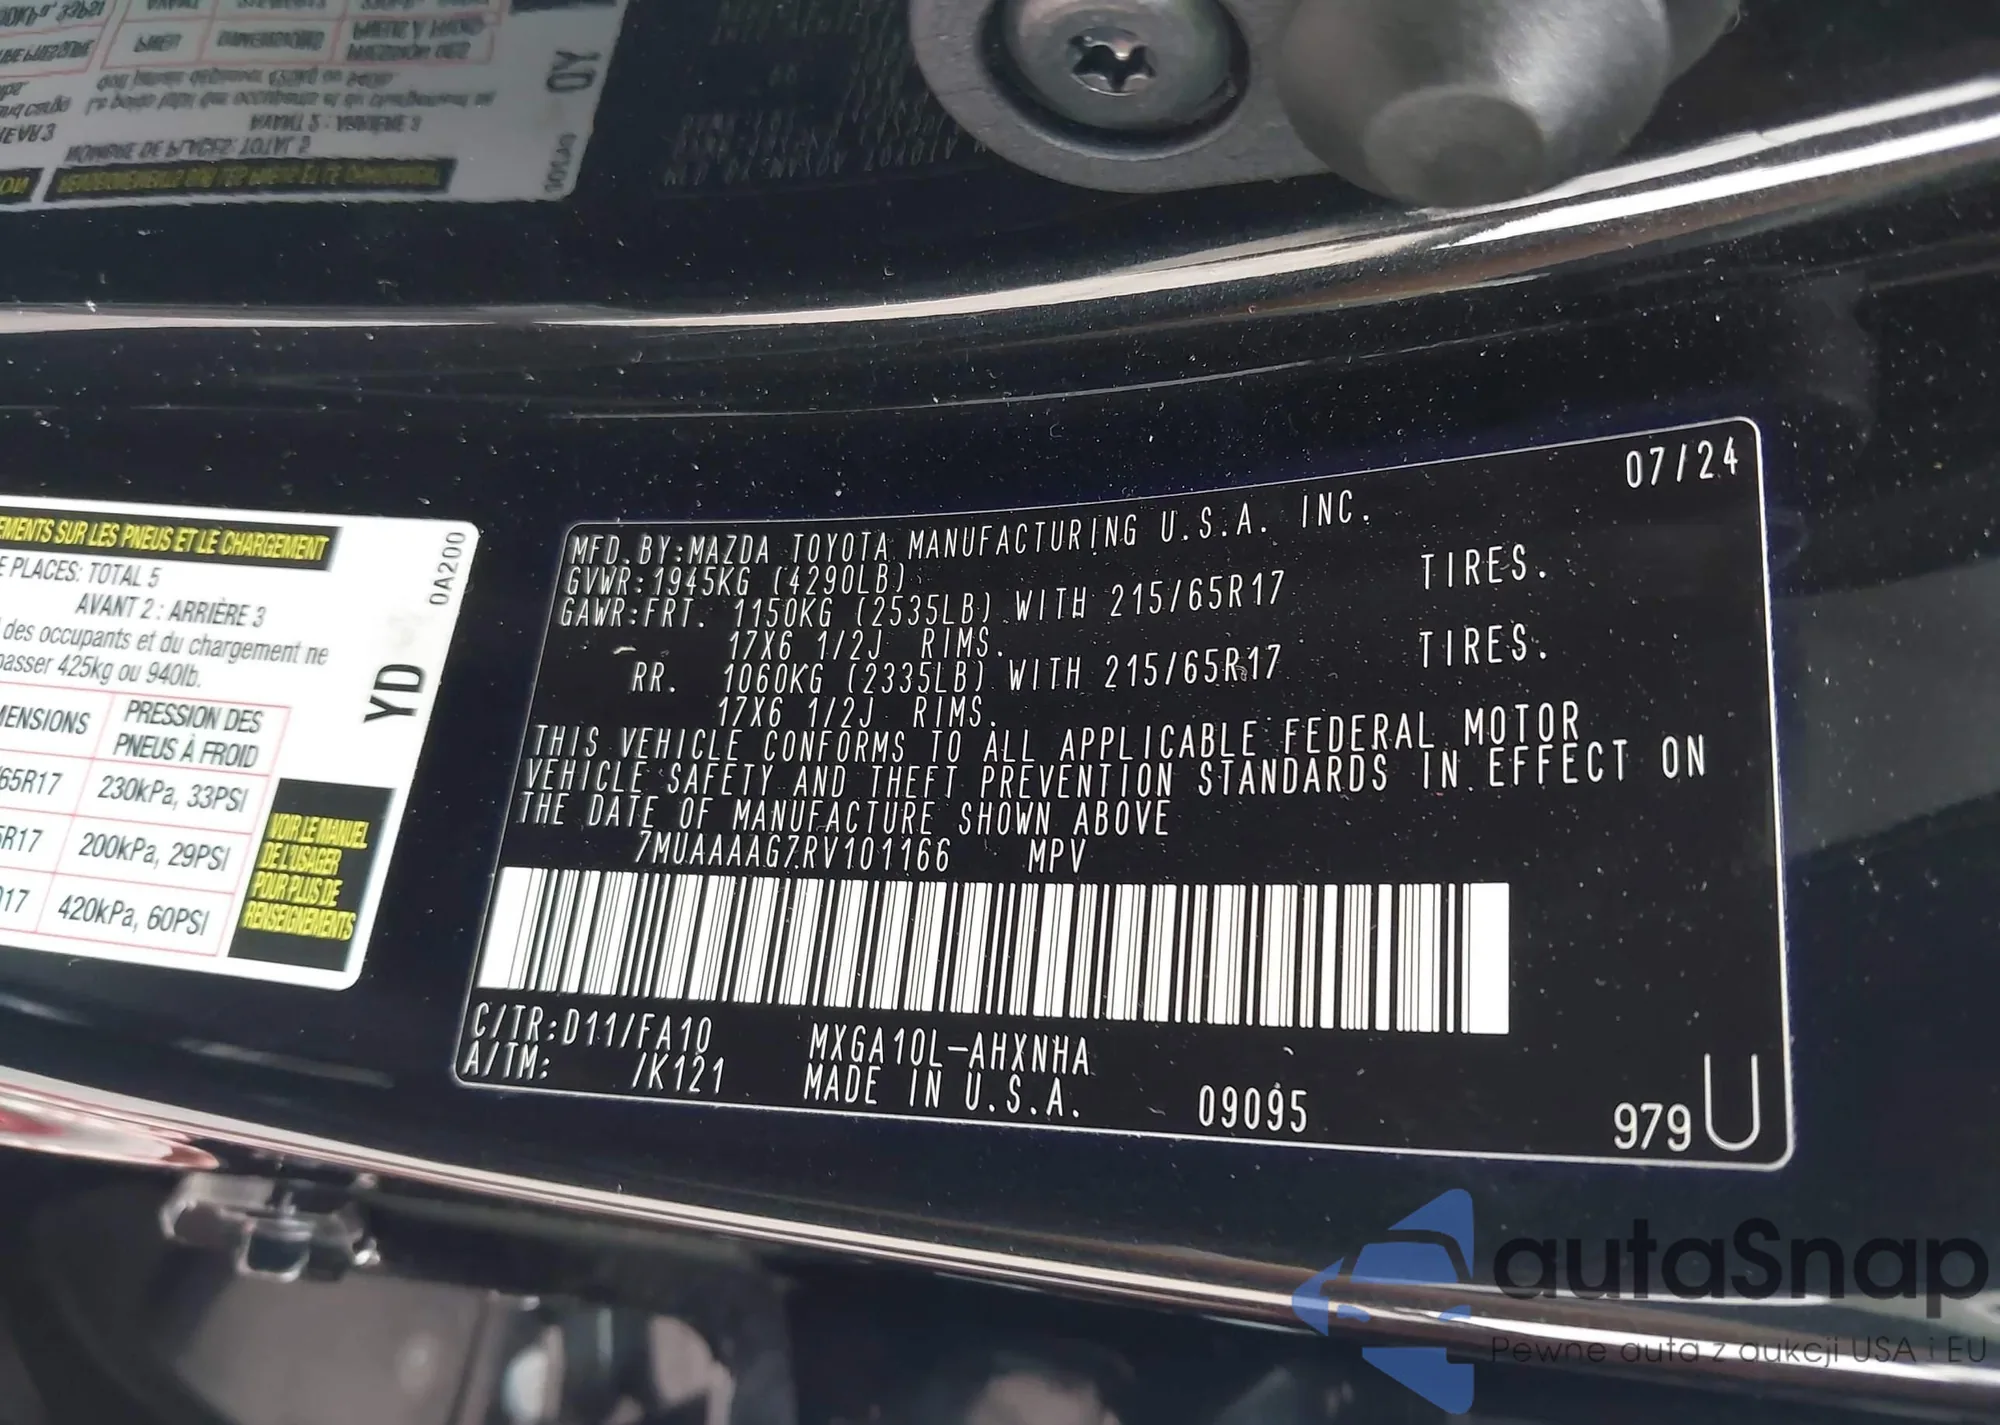 EMENTS SUR LES PNEUS ET LE CHARGEMENT
E PLACES: TOTAL 5
AVANT 2 : ARRIÈRE 3
des occupants et du chargement ne
passer 425kg ou 940lb.
MENSIONS
PRESSION DES
PNEUS À FROID
65R17
230kPa, 33PSI
R17
200kPa, 29PSI
17
420kPa, 60PSI
VOIR LE MANUEL
DE L'USAGER
POUR PLUS DE
RENSEIGNEMENTS
0A200
YD
07/24
MFD.BY:MAZDA TOYOTA MANUFACTURING U.S.A. INC.
GVWR:1945KG (4290LB)
GAWR:FRT. 1150KG (2535LB) WITH 215/65R17 TIRES.
17X6 1/2J RIMS.
RR. 1060KG (2335LB) WITH 215/65R17 TIRES.
17X6 1/2J RIMS.
THIS VEHICLE CONFORMS TO ALL APPLICABLE FEDERAL MOTOR
VEHICLE SAFETY AND THEFT PREVENTION STANDARDS IN EFFECT ON
THE DATE OF MANUFACTURE SHOWN ABOVE
7MUAAAAG7RV101166 MPV
C/TR:D11/FA10 MXGA10L-AHXNHA
A/TM: /K121 MADE IN U.S.A. 09095
979U
autaSnap
Pewne auta z aukcji USA i EU